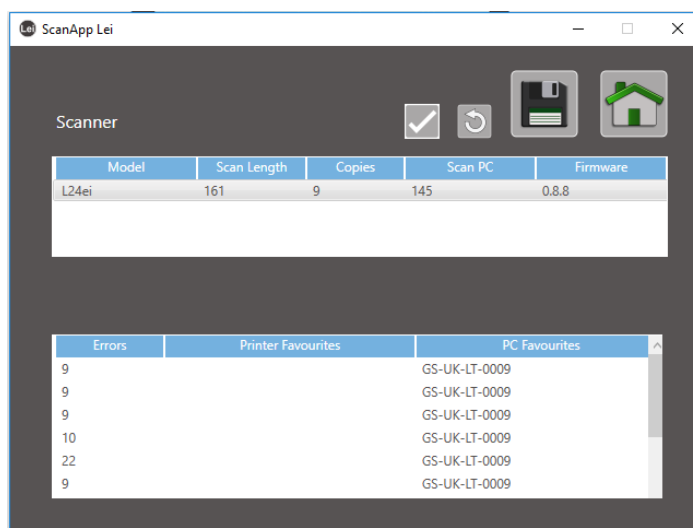 Lei ScanApp Lei
Scanner
Model Scan Length Copies Scan PC Firmware
L24ei 161 9 145 0.8.8
Errors Printer Favourites PC Favourites
9 GS-UK-LT-0009
9 GS-UK-LT-0009
9 GS-UK-LT-0009
10 GS-UK-LT-0009
22 GS-UK-LT-0009
9 GS-UK-LT-0009